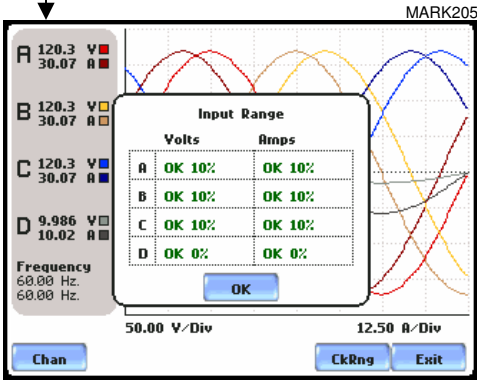 MARK205
A 120.3 V
30.07 A
B 120.3 V
30.07 A
C 120.3 V
30.07 A
D 9.986 V
10.02 A
Frequency
60.00 Hz.
60.00 Hz.
Input Range
Volts Amps
A OK 10% OK 10%
B OK 10% OK 10%
C OK 10% OK 10%
D OK 0% OK 0%
OK
50.00 V/Div 12.50 A/Div
Chan CkRng Exit